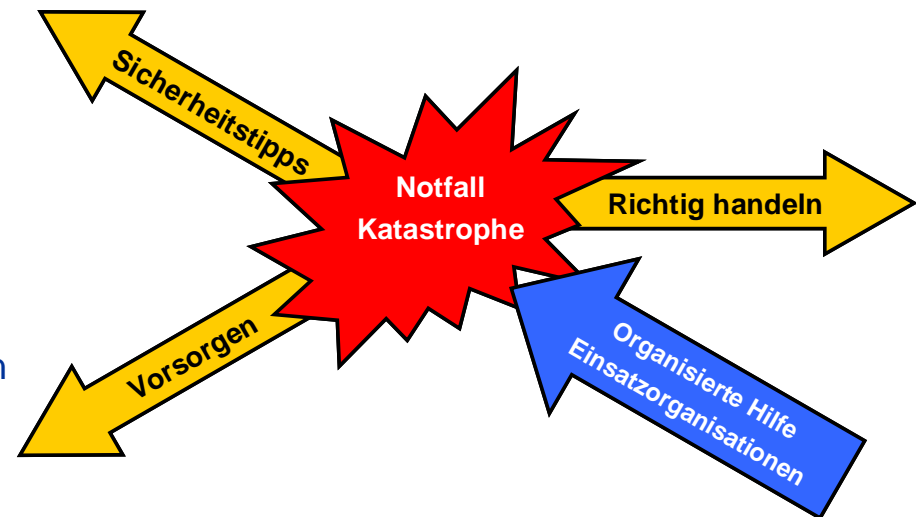 Sicherheitstipps
Notfall
Katastrophe
Richtig handeln
Vorsorgen
n
Organisierte Hilfe
Einsatzorganisationen